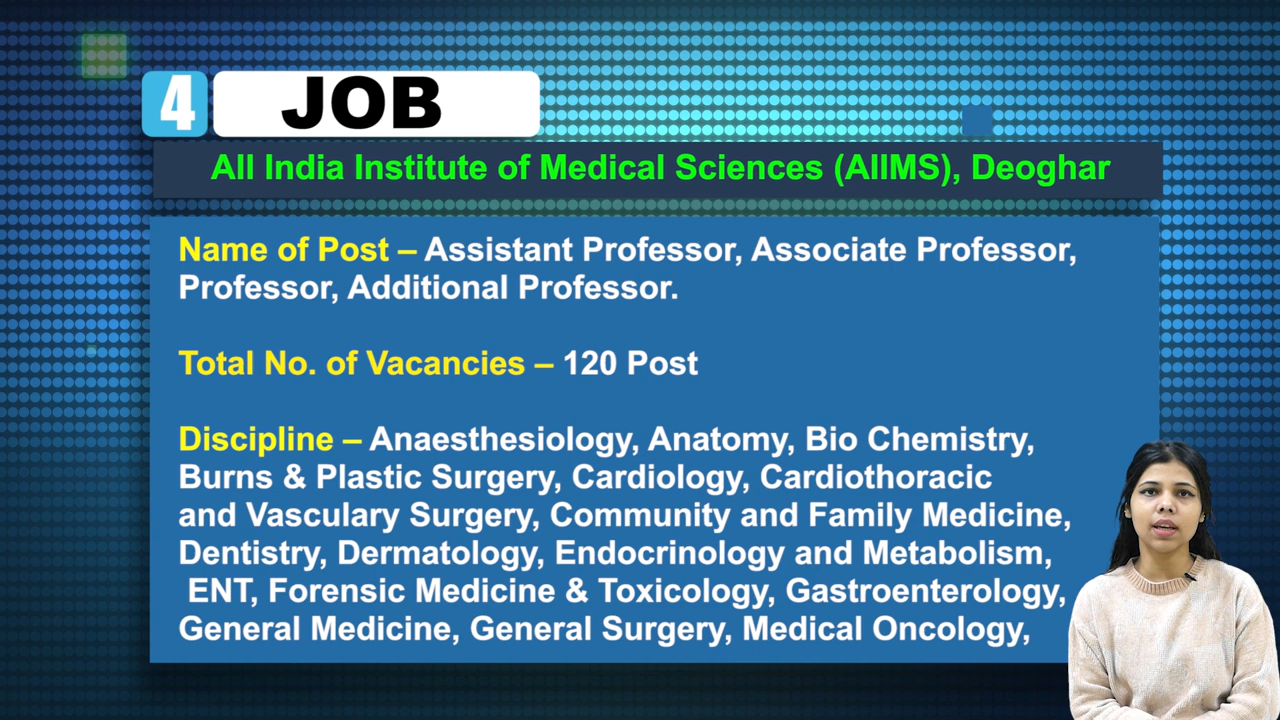 4 JOB
All India Institute of Medical Sciences (AIIMS), Deoghar
Name of Post – Assistant Professor, Associate Professor,
Professor, Additional Professor.
Total No. of Vacancies – 120 Post
Discipline – Anaesthesiology, Anatomy, Bio Chemistry,
Burns & Plastic Surgery, Cardiology, Cardiothoracic
and Vasculary Surgery, Community and Family Medicine,
Dentistry, Dermatology, Endocrinology and Metabolism,
ENT, Forensic Medicine & Toxicology, Gastroenterology,
General Medicine, General Surgery, Medical Oncology,